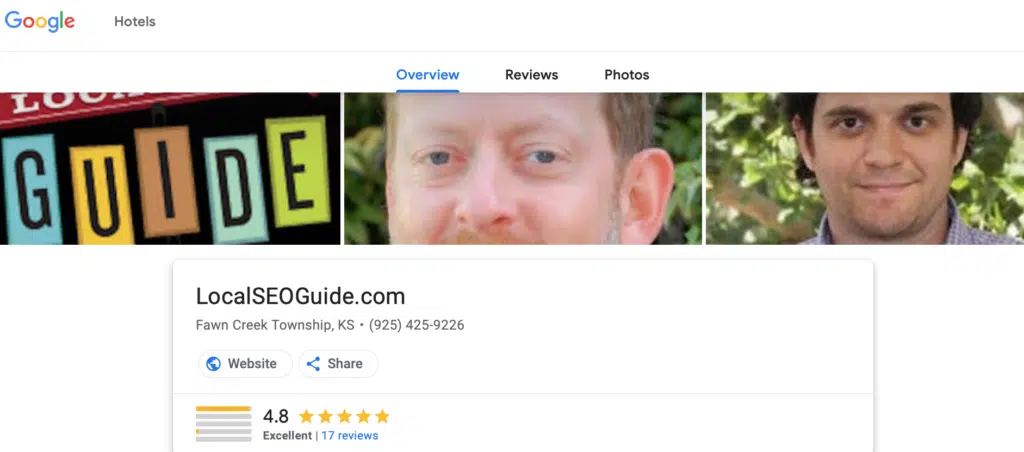 Google Hotels
Overview Reviews Photos
GUIDE
LocalSEOGuide.com
Fawn Creek Township, KS • (925) 425-9226
Website Share
4.8
Excellent | 17 reviews